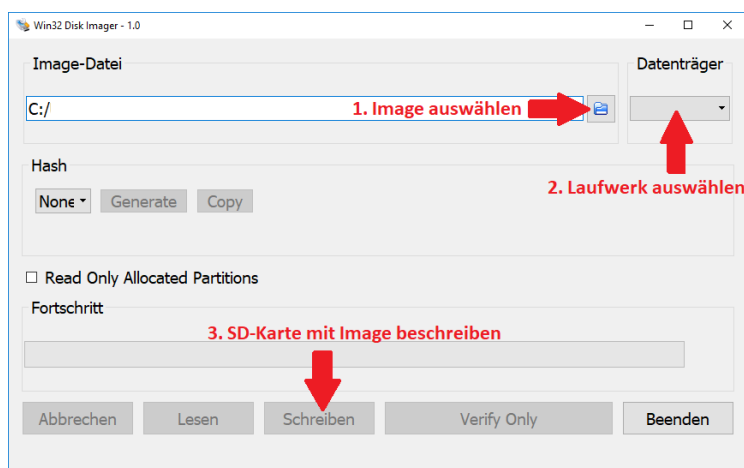 Win32 Disk Imager - 1.0
Image-Datei
Datenträger
C:/
1. Image auswählen
2. Laufwerk auswählen
Hash
None
Generate
Copy
Read Only Allocated Partitions
Fortschritt
3. SD-Karte mit Image beschreiben
Abbrechen
Lesen
Schreiben
Verify Only
Beenden